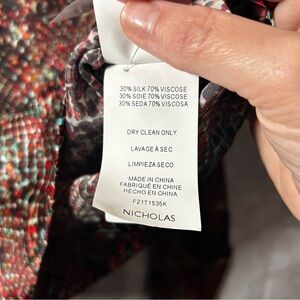 30% SILK 70% VISCOSE
30% SOIE 70% VISCOSE
30% SEDA 70% VISCOSA
DRY CLEAN ONLY
LAVAGE À SEC
LIMPIEZA SECO
MADE IN CHINA
FABRIQUÉ EN CHINE
HECHO EN CHINA
F21T1535K
NICHOLAS